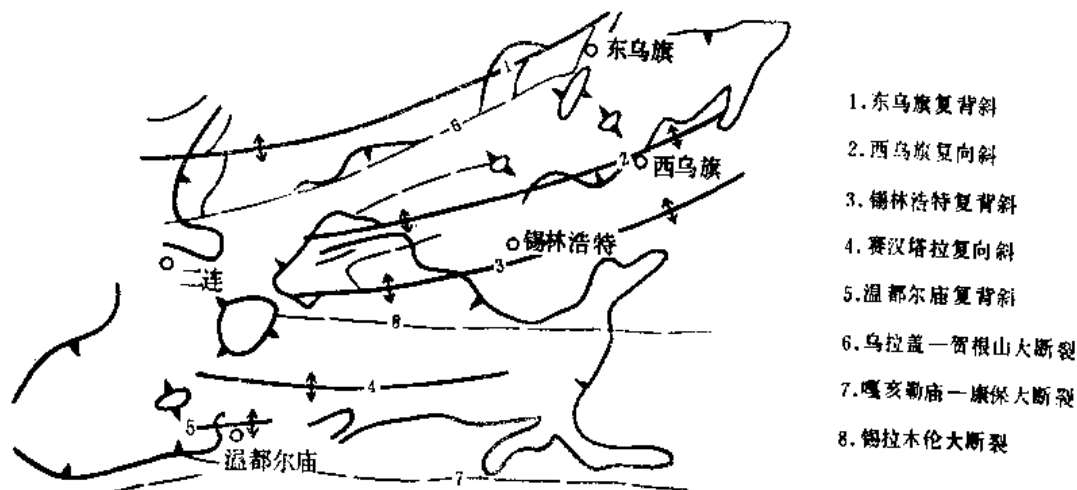 东乌旗
1
6
2
西乌旗
锡林浩特
3
二连
8
4
5
温都尔庙
7
1.东乌旗复背斜
2.西乌旗复向斜
3.锡林浩特复背斜
4.赛汉塔拉复向斜
5.温都尔庙复背斜
6.乌拉盖—贺根山大断裂
7.嘎亥勒庙—康保大断裂
8.锡拉木伦大断裂